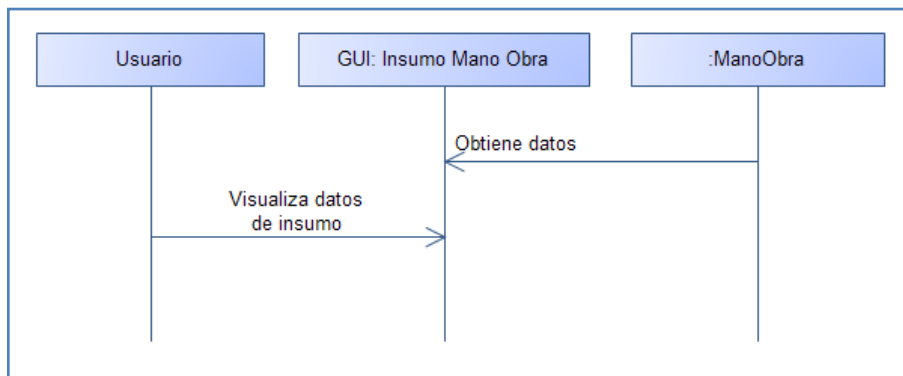 Usuario
GUI: Insumo Mano Obra
:ManoObra
Obtiene datos
Visualiza datos
de insumo